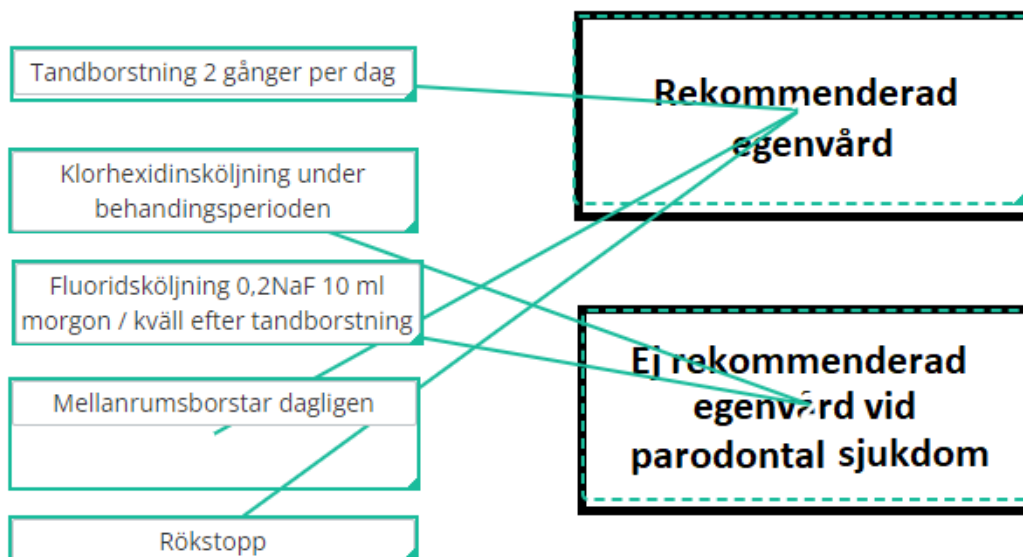 Tandborstning 2 gånger per dag
Klorhexidinsköljning under
behandingsperioden
Fluoridsköljning 0,2NaF 10 ml
morgon / kväll efter tandborstning
Mellanrumsborstar dagligen
Rökstopp
Rekommenderad
egenvård
Ej rekommenderad
egenvård vid
parodontal sjukdom